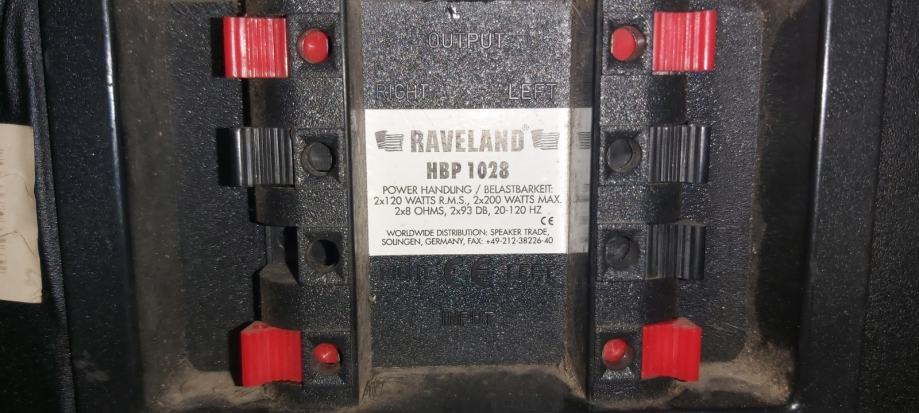 OUTPUT
RIGHT LEFT
RAVELAND®
HBP 1028
POWER HANDLING / BELASTBARKEIT:
2x120 WATTS R.M.S., 2x200 WATTS MAX.
2x8 OHMS, 2x93 DB, 20-120 HZ
CE
WORLDWIDE DISTRIBUTION: SPEAKER TRADE,
SOLINGEN, GERMANY, FAX: +49-212-38226-40
INPUT